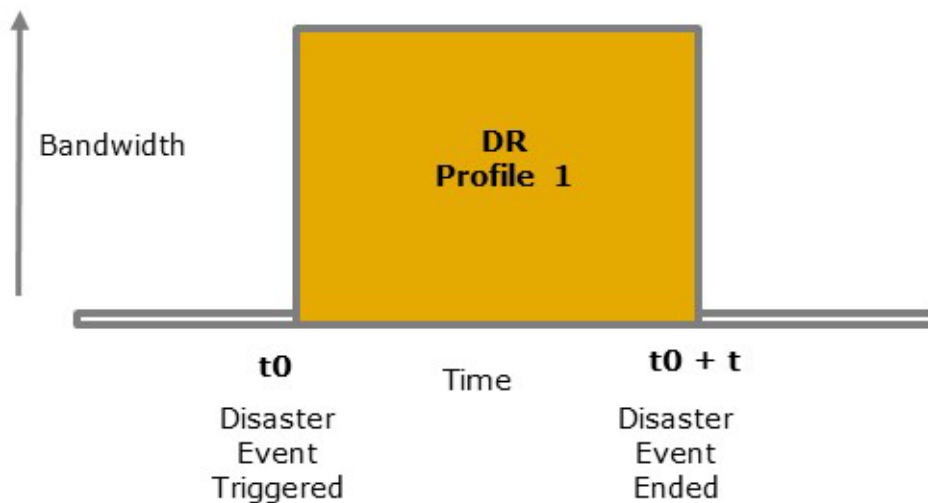 Bandwidth
DR
Profile 1
t0
Time
t0 + t
Disaster
Event
Triggered
Disaster
Event
Ended